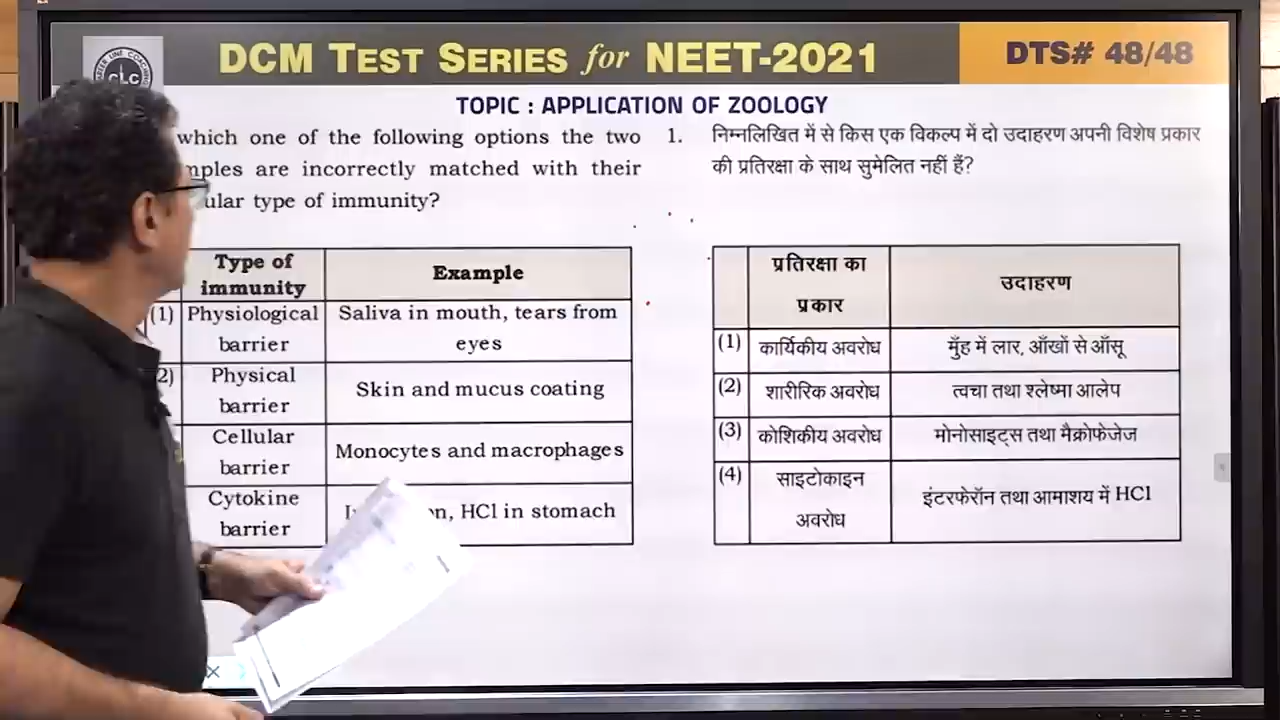 DCM TEST SERIES for NEET-2021
DTS# 48/48
CLC
TOPIC : APPLICATION OF ZOOLOGY
which one of the following options the two
are incorrectly matched with their
type of immunity?
Type of immunity
Example
(1) Physiological barrier
Saliva in mouth, tears from eyes
2) Physical barrier
Skin and mucus coating
Cellular barrier
Monocytes and macrophages
Cytokine barrier
HCl in stomach
1. निम्नलिखित में से किस एक विकल्प में दो उदाहरण अपनी विशेष प्रकार
की प्रतिरक्षा के साथ सुमेलित नहीं हैं?
प्रतिरक्षा का प्रकार
उदाहरण
(1) कार्यिकीय अवरोध
मुँह में लार, आँखों से आँसू
(2) शारीरिक अवरोध
त्वचा तथा श्लेष्मा आलेप
(3) कोशिकीय अवरोध
मोनोसाइट्स तथा मैक्रोफेजेज
(4) साइटोकाइन अवरोध
इंटरफेरॉन तथा आमाशय में HCl